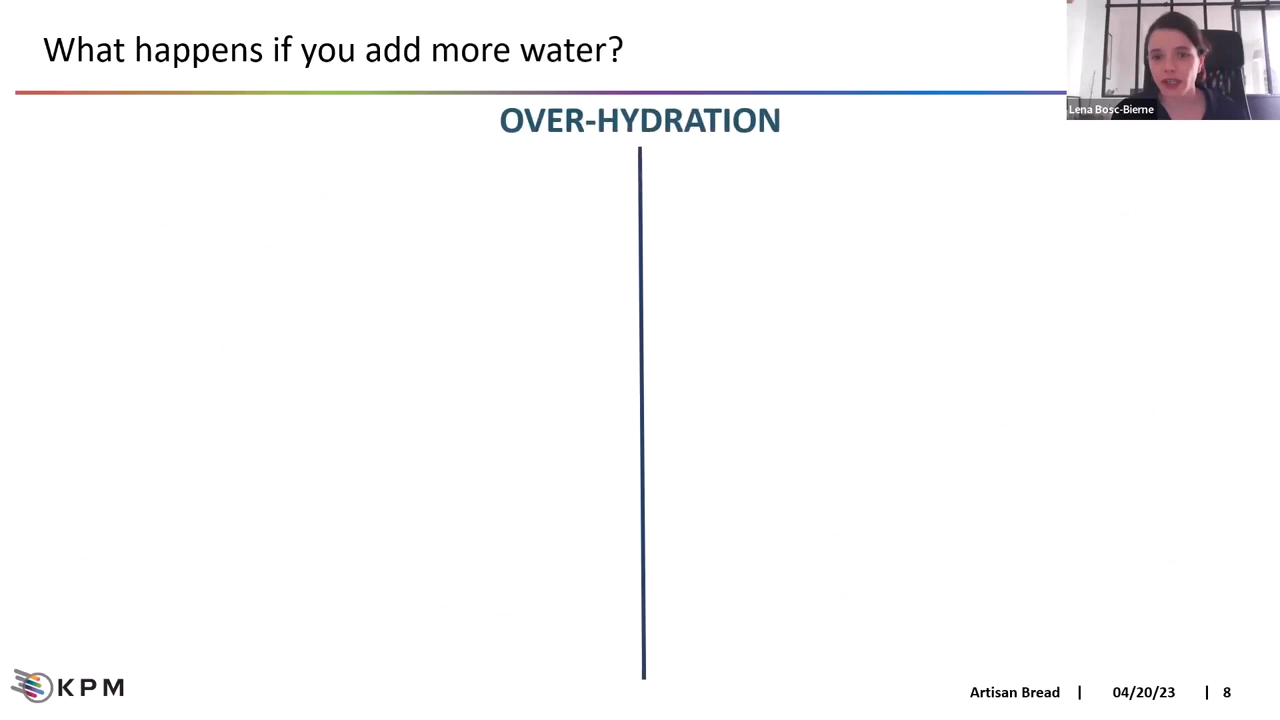 What happens if you add more water?
Lena Bosc-Bierne
OVER-HYDRATION
KPM
Artisan Bread | 04/20/23 | 8